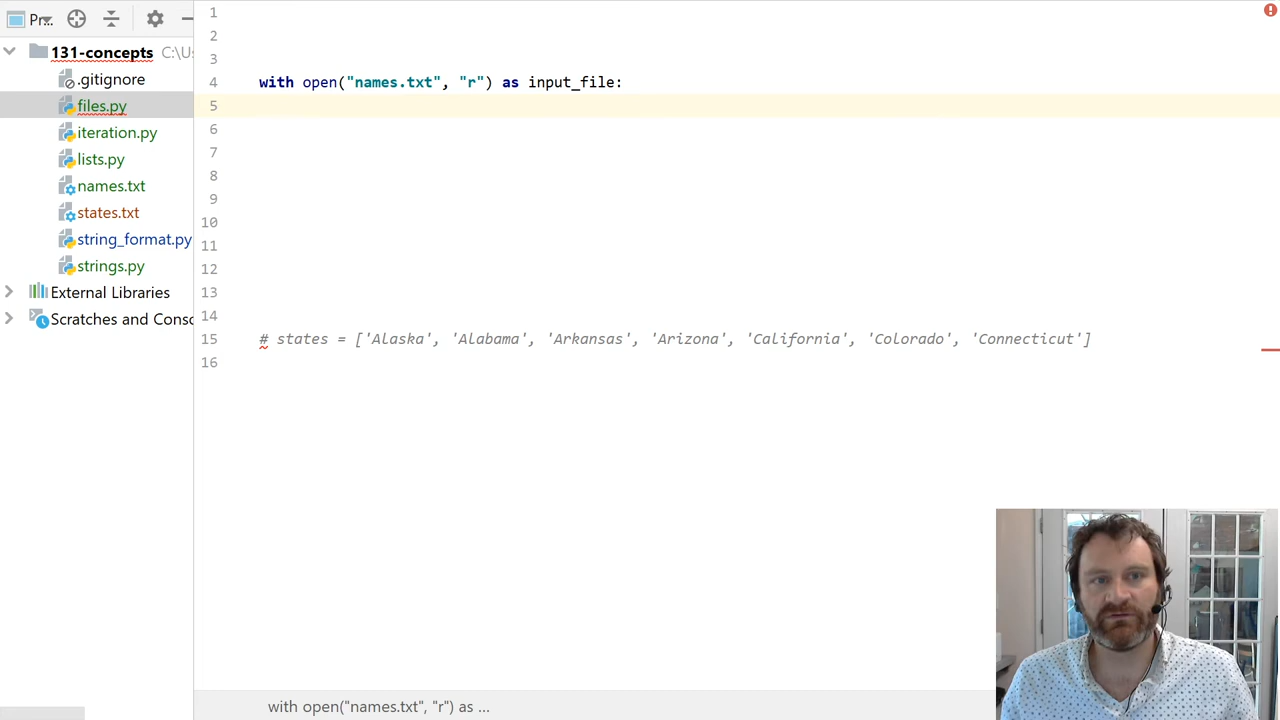 Pr...
131-concepts C:\Us
.gitignore
files.py
iteration.py
lists.py
names.txt
states.txt
string_format.py
strings.py
External Libraries
Scratches and Conso
1
2
3
4 with open("names.txt", "r") as input_file:
5
6
7
8
9
10
11
12
13
14
15 # states = ['Alaska', 'Alabama', 'Arkansas', 'Arizona', 'California', 'Colorado', 'Connecticut']
16
with open("names.txt", "r") as ...